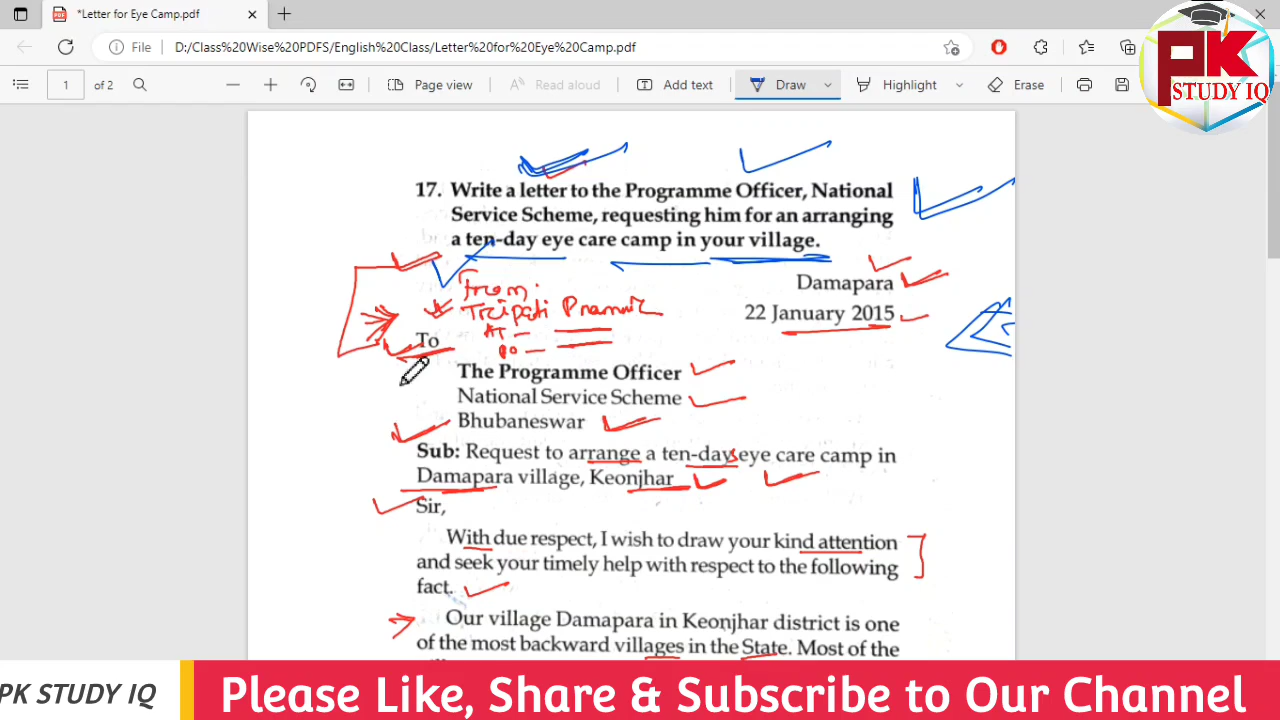 *Letter for Eye Camp.pdf
File D:/Class%20Wise%20PDFS/English%20Class/Letter%20for%20Eye%20Camp.pdf
1 of 2 Page view Read aloud Add text Draw Highlight Erase
PK
STUDY IQ
17. Write a letter to the Programme Officer, National
Service Scheme, requesting him for an arranging
a ten-day eye care camp in your village.
Damapara
From.
22 January 2015
AT —
PO —
To
The Programme Officer
National Service Scheme
Bhubaneswar
Sub: Request to arrange a ten-days eye care camp in
Damapara village, Keonjhar
Sir,
With due respect, I wish to draw your kind attention
and seek your timely help with respect to the following
fact.
Our village Damapara in Keonjhar district is one
of the most backward villages in the State. Most of the
PK STUDY IQ
Please Like, Share & Subscribe to Our Channel